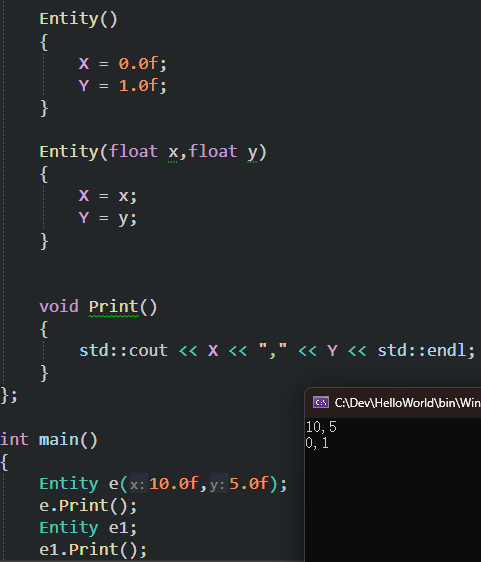 Entity()
{
X = 0.0f;
Y = 1.0f;
}
Entity(float x,float y)
{
X = x;
Y = y;
}
void Print()
{
std::cout << X << "," << Y << std::endl;
}
};
int main()
{
Entity e(x:10.0f,y:5.0f);
e.Print();
Entity e1;
e1.Print();
C:\Dev\HelloWorld\bin\Win
10,5
0,1